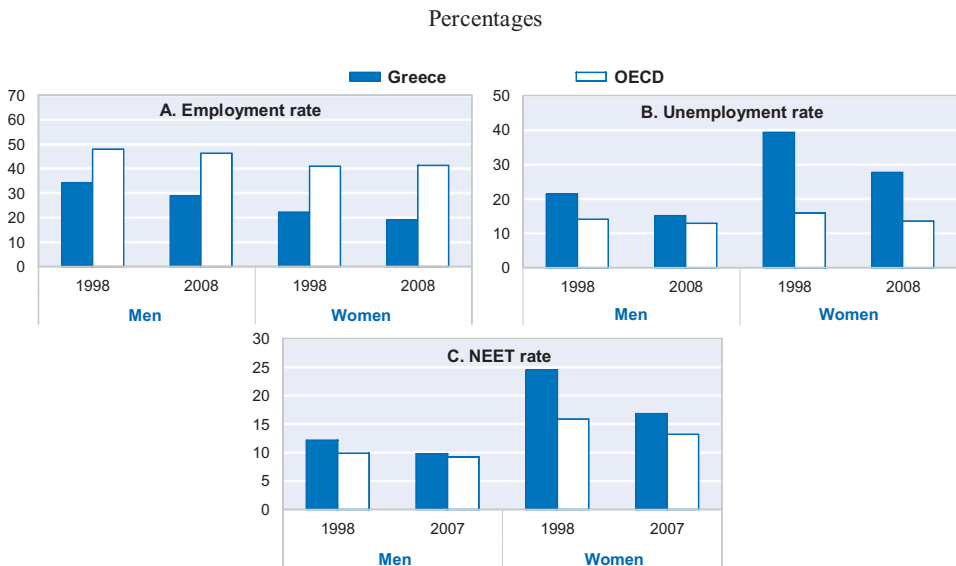 Percentages
Greece OECD
A. Employment rate
70
60
50
40
30
20
10
0
1998 2008 1998 2008
Men Women
B. Unemployment rate
50
40
30
20
10
0
1998 2008 1998 2008
Men Women
C. NEET rate
30
25
20
15
10
5
0
1998 2007 1998 2007
Men Women